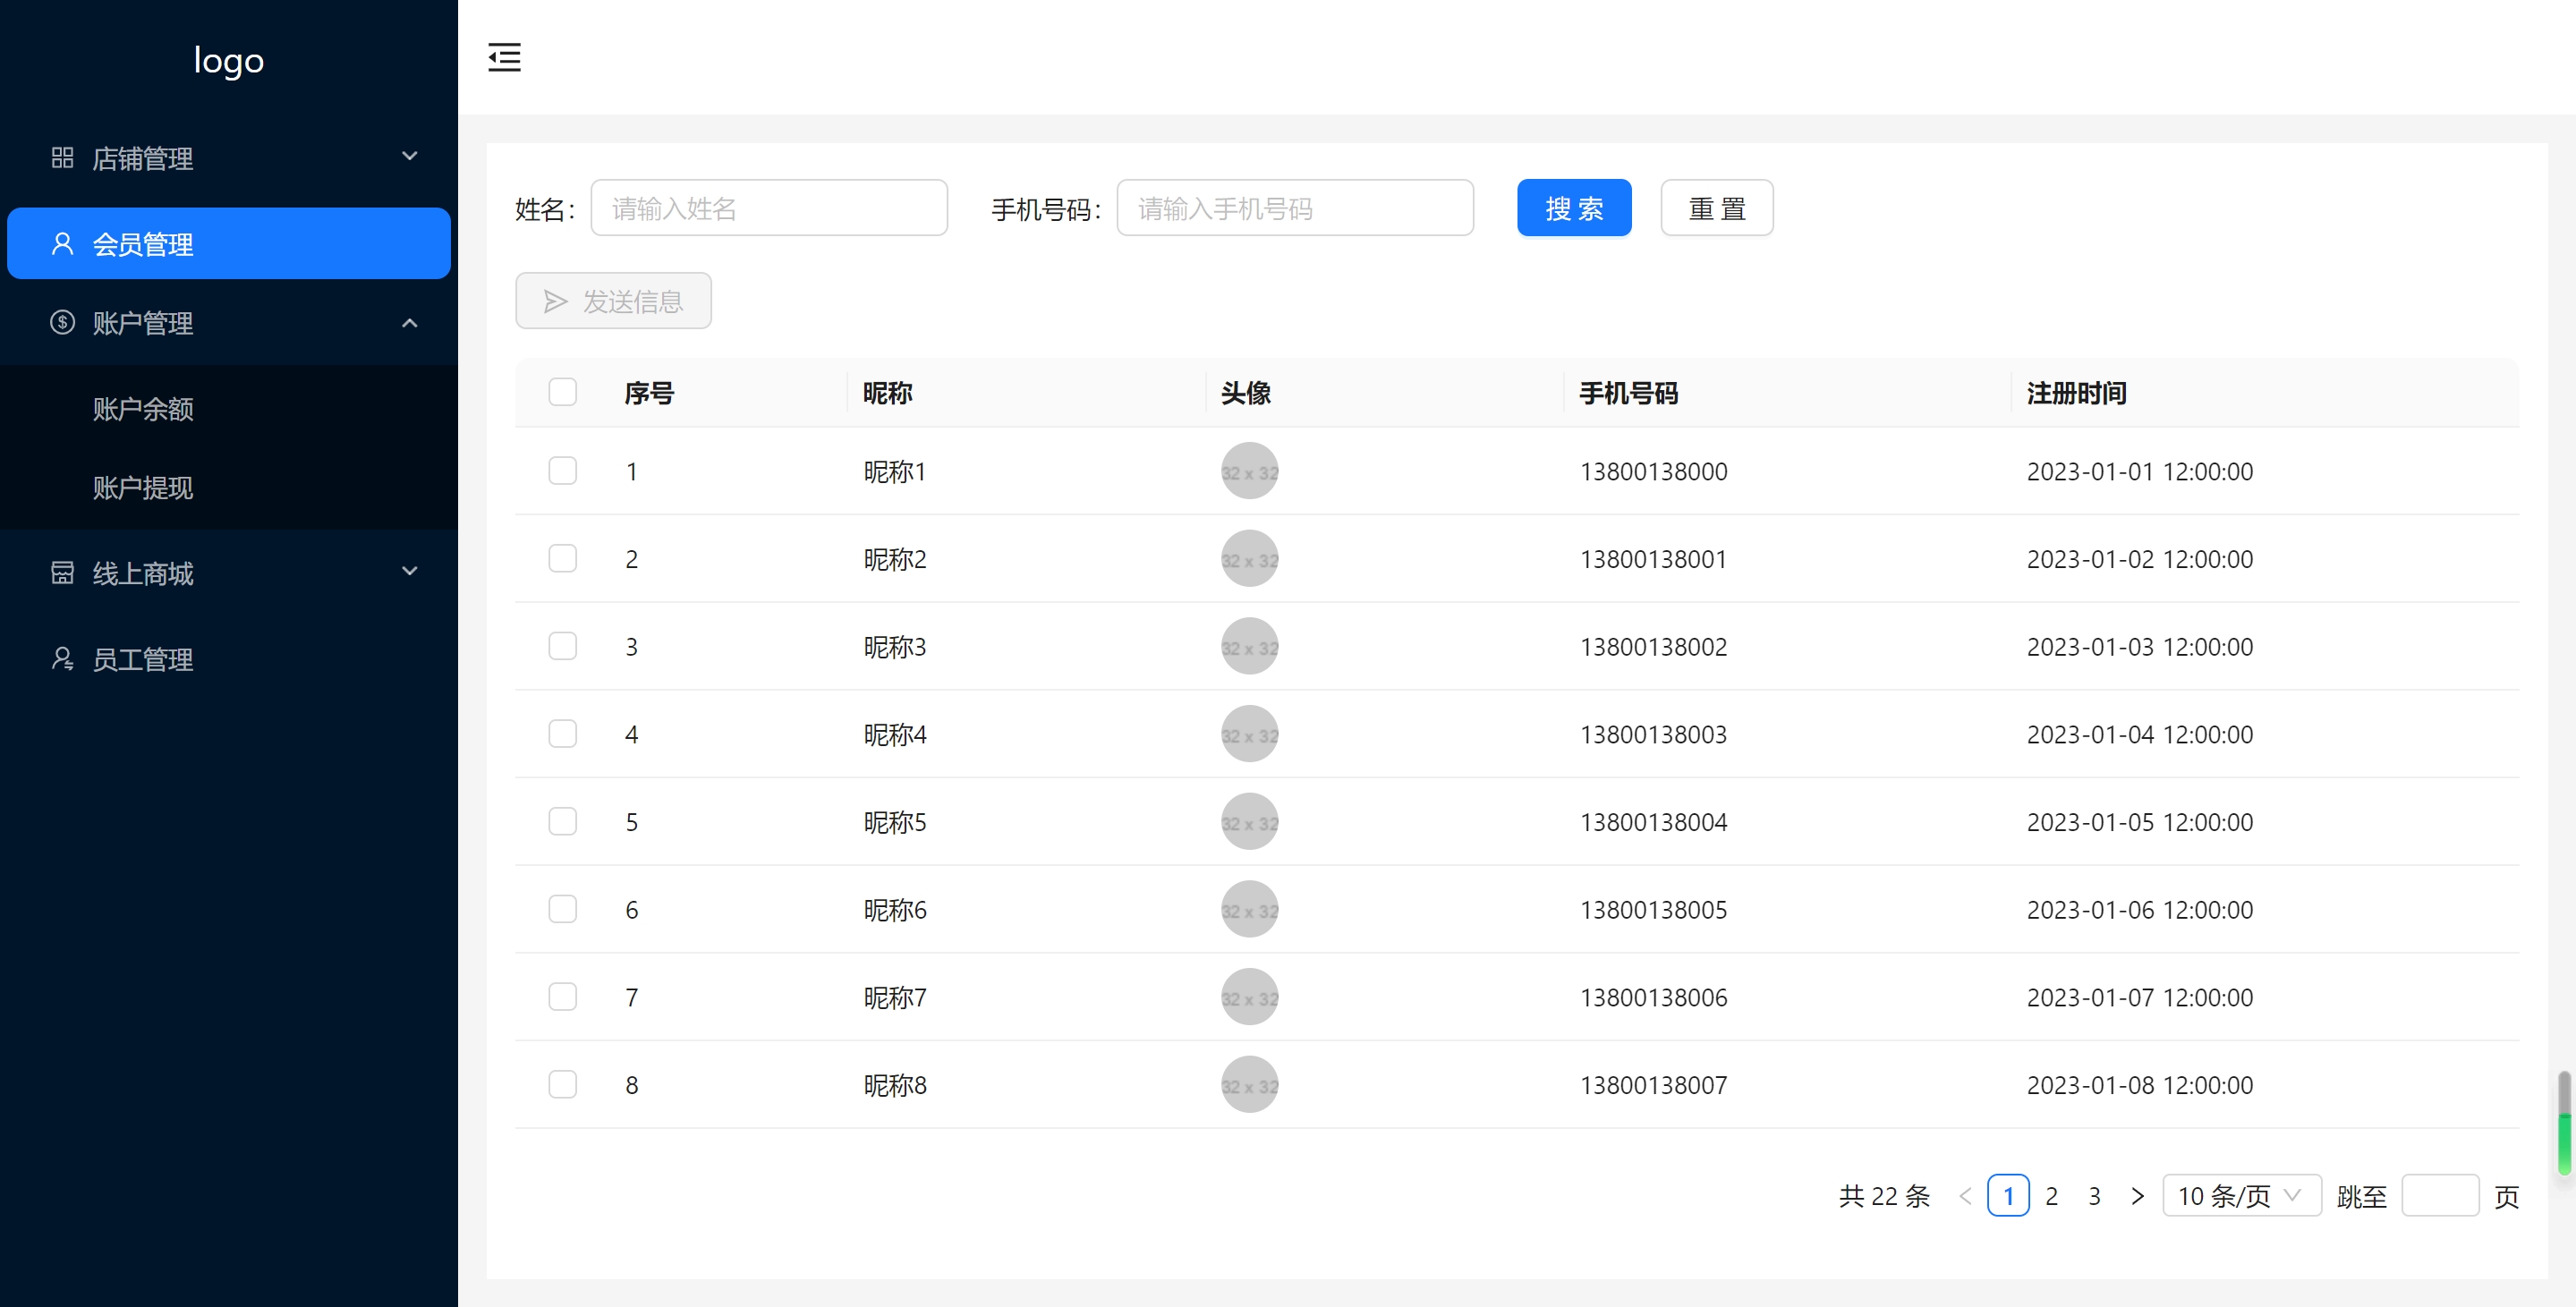 logo
店铺管理
会员管理
账户管理
账户余额
账户提现
线上商城
员工管理
姓名: 请输入姓名 手机号码: 请输入手机号码 搜 索 重 置
发送信息
序号 昵称 头像 手机号码 注册时间
1 昵称1 32 x 32 13800138000 2023-01-01 12:00:00
2 昵称2 32 x 32 13800138001 2023-01-02 12:00:00
3 昵称3 32 x 32 13800138002 2023-01-03 12:00:00
4 昵称4 32 x 32 13800138003 2023-01-04 12:00:00
5 昵称5 32 x 32 13800138004 2023-01-05 12:00:00
6 昵称6 32 x 32 13800138005 2023-01-06 12:00:00
7 昵称7 32 x 32 13800138006 2023-01-07 12:00:00
8 昵称8 32 x 32 13800138007 2023-01-08 12:00:00
共 22 条 1 2 3 10 条/页 跳至 页